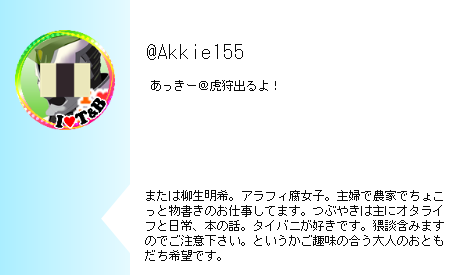 @Akkie155
あっきー@虎狩出るよ！
I♥T&B
または柳生明希。アラフィ腐女子。主婦で農家でちょこ
っと物書きのお仕事してます。つぶやきは主にオタライ
フと日常、本の話。タイバニが好きです。猥談含みます
のでご注意下さい。というかご趣味の合う大人のおとも
だち希望です。